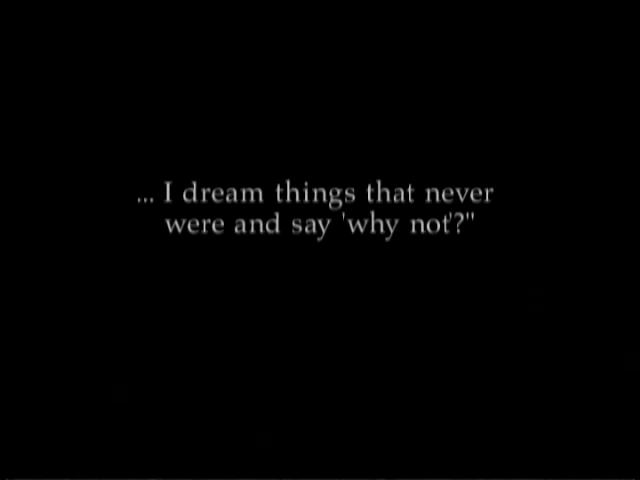 ... I dream things that never
were and say 'why not'?"